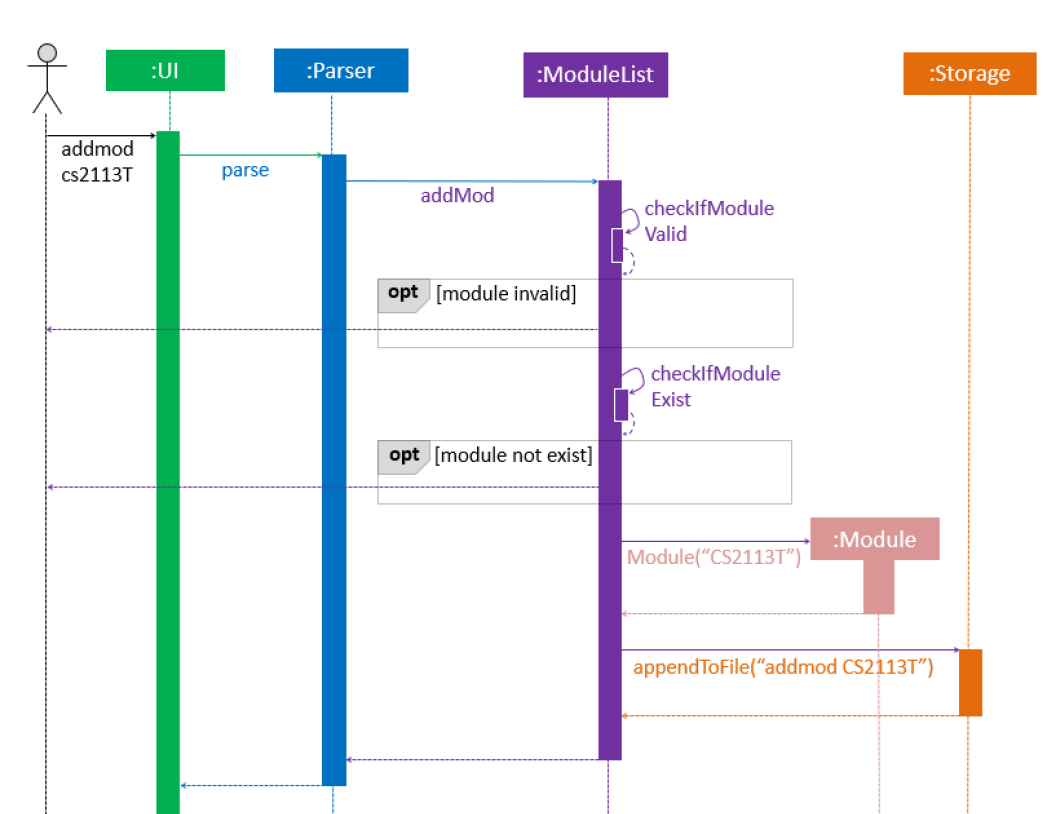 :UI
:Parser
:ModuleList
:Storage
addmod
cs2113T
parse
addMod
checkIfModule
Valid
opt [module invalid]
checkIfModule
Exist
opt [module not exist]
:Module
Module(“CS2113T”)
appendToFile(“addmod CS2113T”)